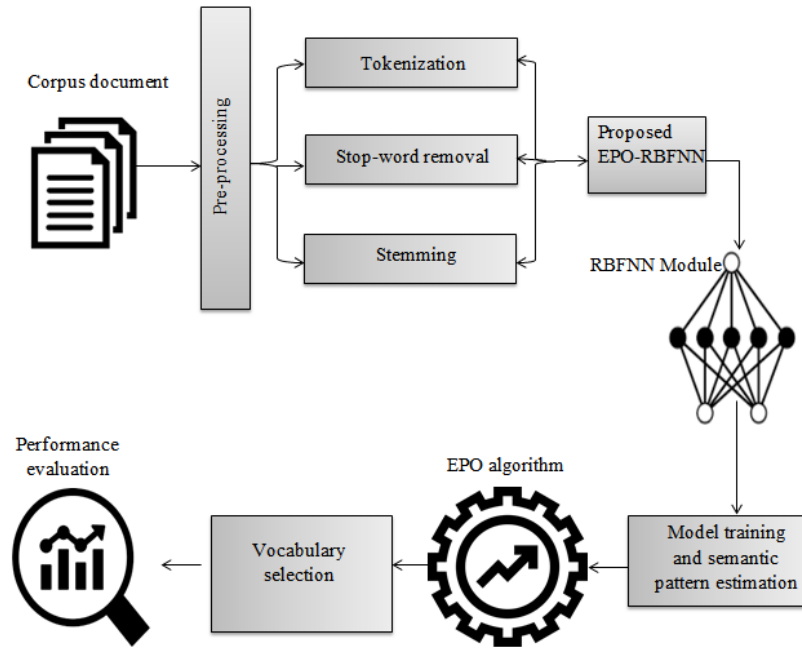 Corpus document
Pre-processing
Tokenization
Stop-word removal
Stemming
Proposed
EPO-RBFNN
RBFNN Module
Model training
and semantic
pattern estimation
EPO algorithm
Vocabulary
selection
Performance
evaluation